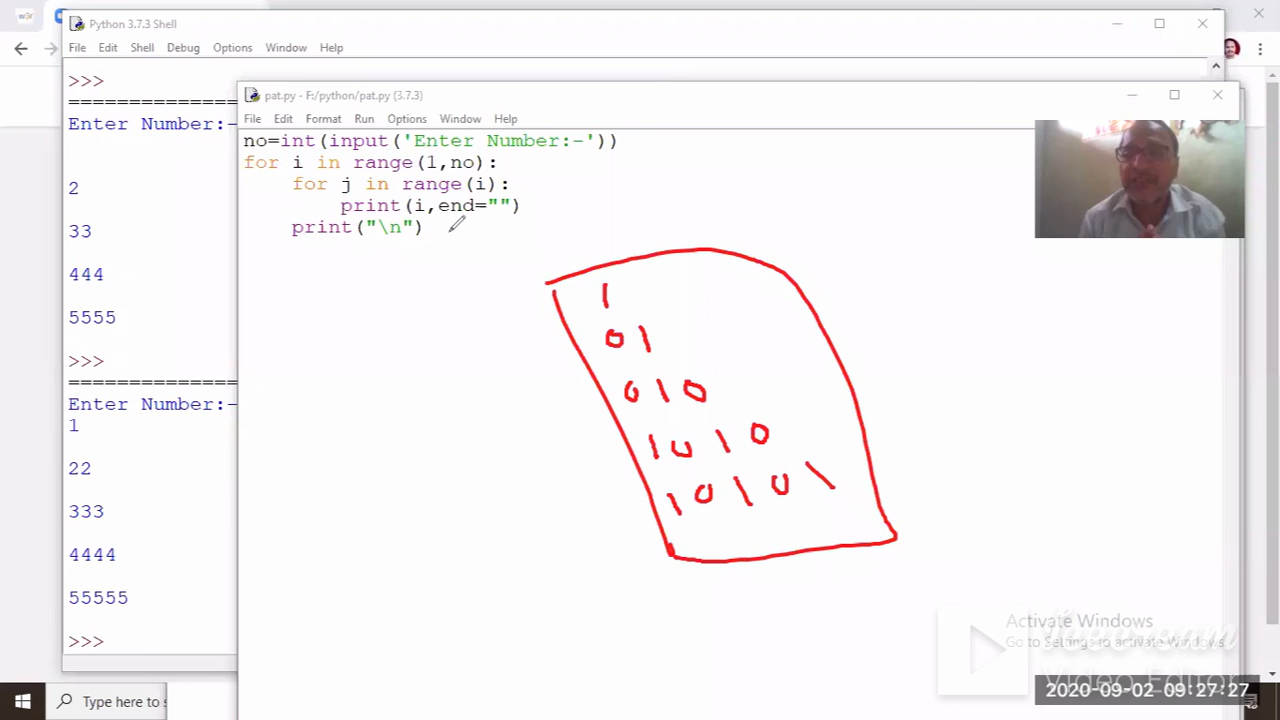 Python 3.7.3 Shell
File Edit Shell Debug Options Window Help
>>>
==============
Enter Number:-
2
33
444
5555
>>>
==============
Enter Number:-
1
22
333
4444
55555
>>>
pat.py - F:/python/pat.py (3.7.3)
File Edit Format Run Options Window Help
no=int(input('Enter Number:-'))
for i in range(1,no):
    for j in range(i):
        print(i,end="")
    print("\n")
1
0 1
0 1 0
1 0 1 0
1 0 1 0 1
Activate Windows
Go to Settings to activate Windows
Video Editor
2020-09-02 09:27:27
Type here to s